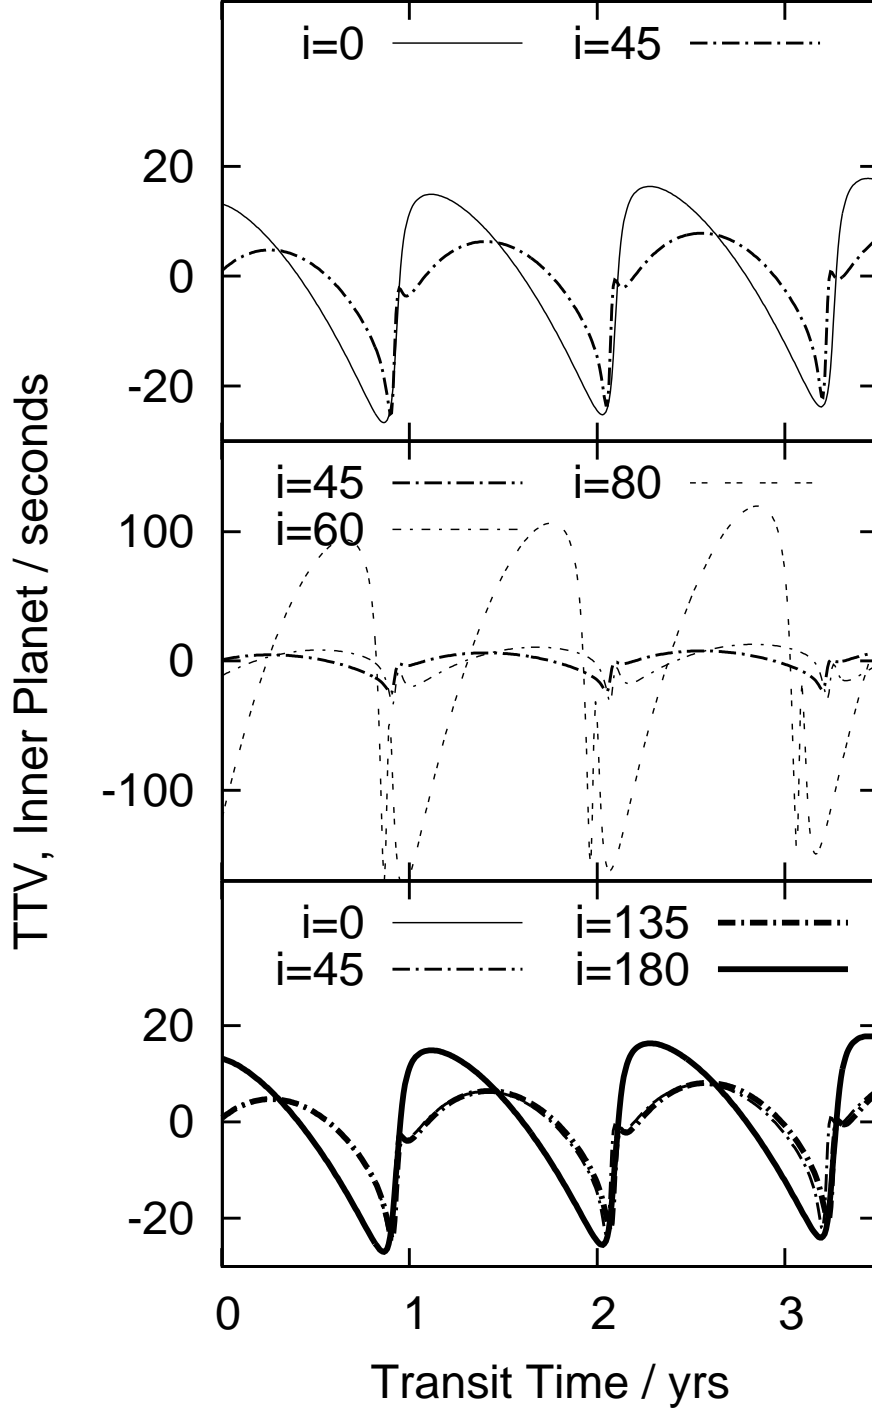 i=0 i=45
20
0
-20
i=45 i=80
i=60
100
0
-100
i=0 i=135
i=45 i=180
20
0
-20
0 1 2 3
Transit Time / yrs
TTV, Inner Planet / seconds